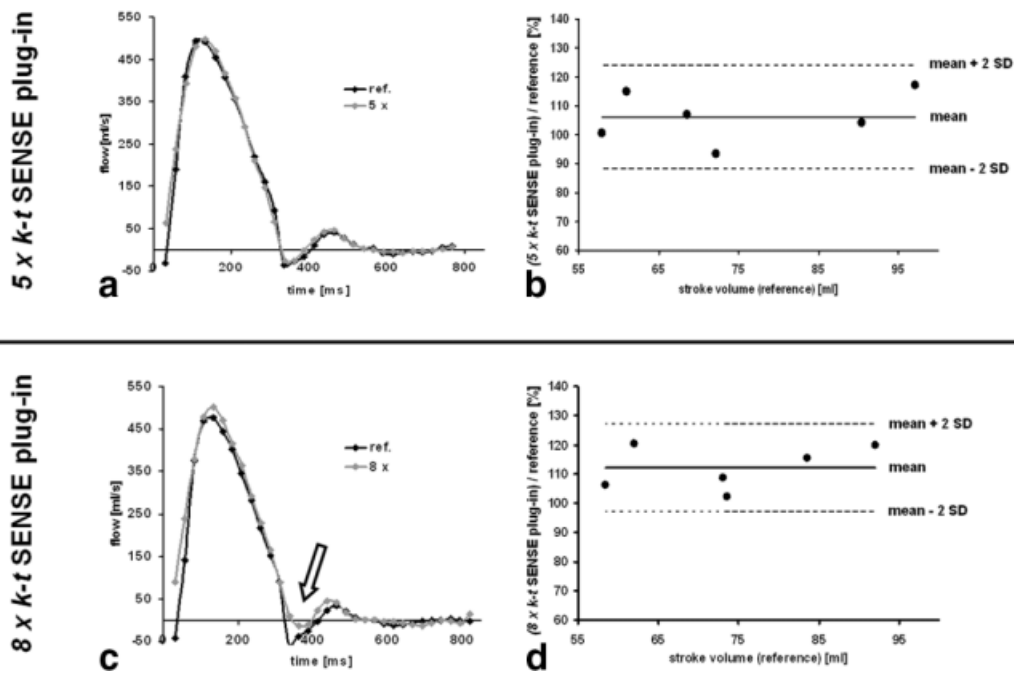 5 x k-t SENSE plug-in
flow[ml/s]
550
450
350
250
150
50
-50
0
200
400
600
800
time [ms]
ref.
5 x
a
(5 x k-t SENSE plug-in) / reference [%]
140
130
120
110
100
90
80
70
60
55
65
75
85
95
stroke volume (reference) [ml]
mean + 2 SD
mean
mean - 2 SD
b
8 x k-t SENSE plug-in
flow [ml/s]
550
450
350
250
150
50
-50
0
200
400
600
800
time [ms]
ref.
8 x
c
(8 x k-t SENSE plug-in) / reference [%]
140
130
120
110
100
90
80
70
60
55
65
75
85
95
stroke volume (reference) [ml]
mean + 2 SD
mean
mean - 2 SD
d